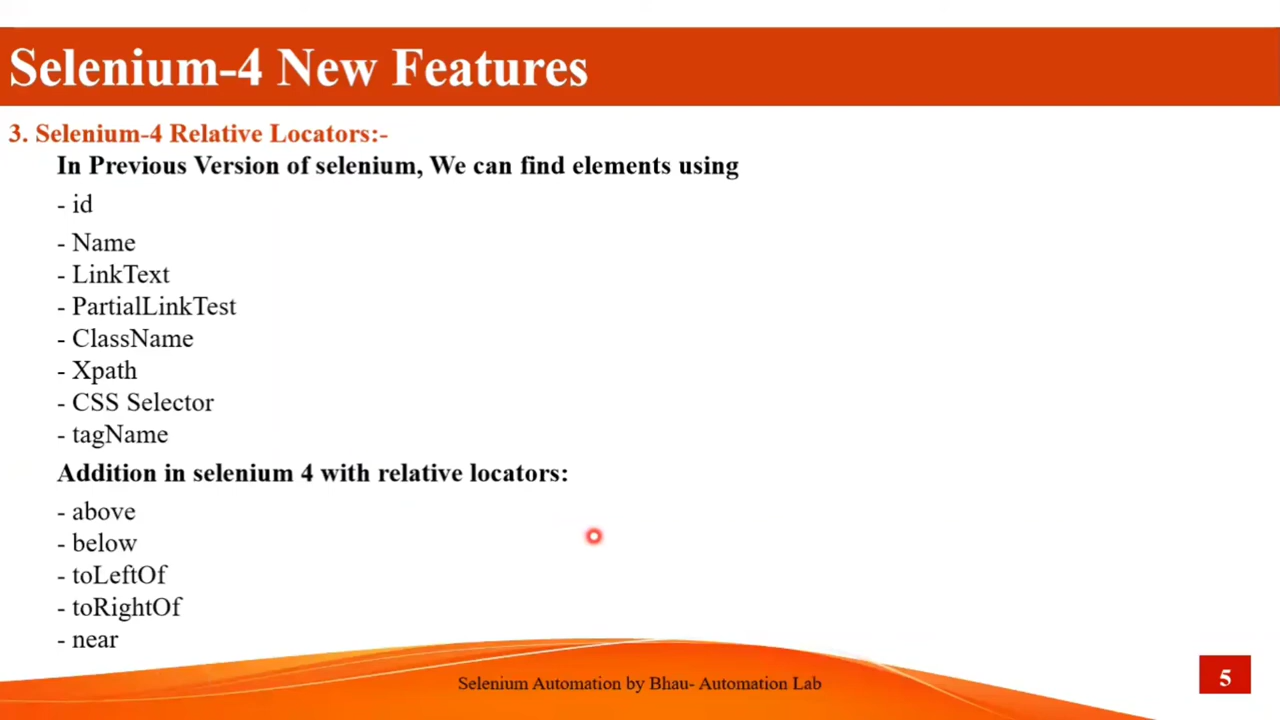 Selenium-4 New Features
3. Selenium-4 Relative Locators:-
In Previous Version of selenium, We can find elements using
- id
- Name
- LinkText
- PartialLinkTest
- ClassName
- Xpath
- CSS Selector
- tagName
Addition in selenium 4 with relative locators:
- above
- below
- toLeftOf
- toRightOf
- near
Selenium Automation by Bhau- Automation Lab
5